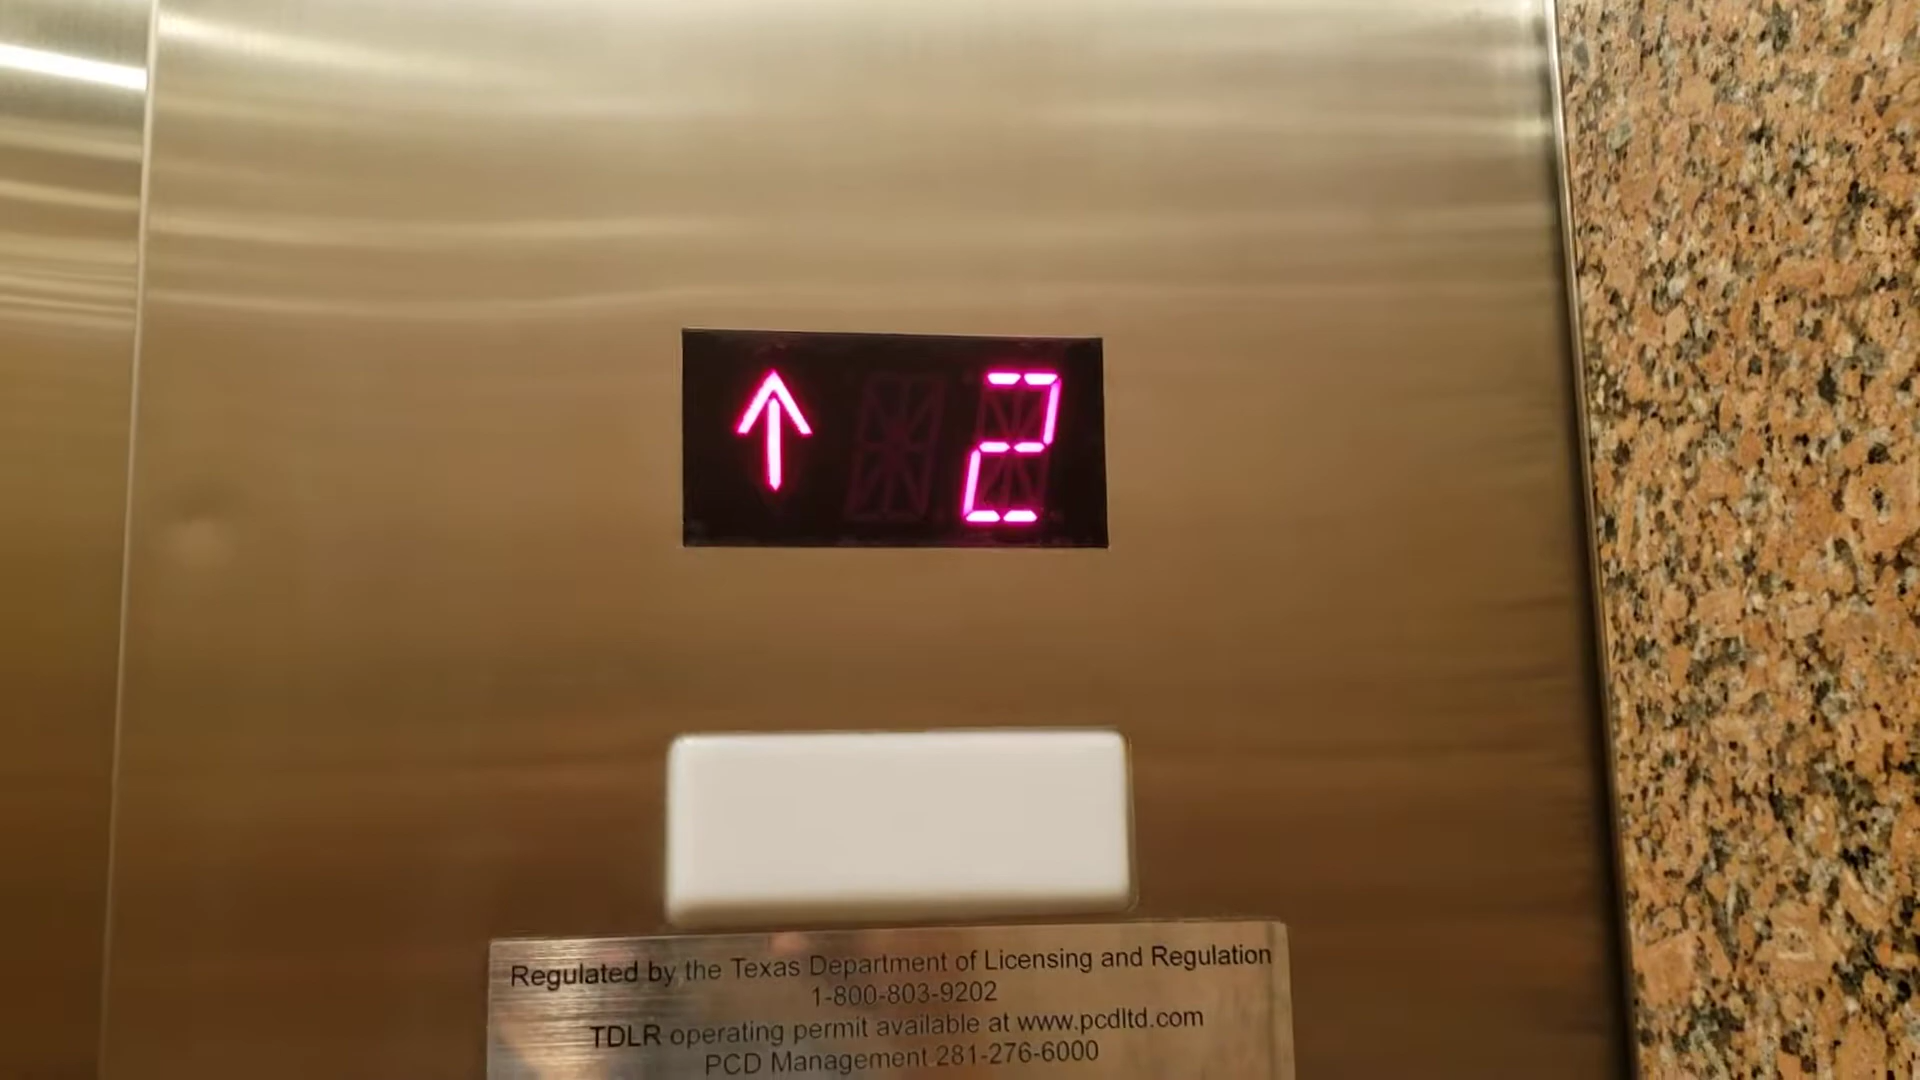 ↑ 2
Regulated by the Texas Department of Licensing and Regulation
1-800-803-9202
TDLR operating permit available at www.pcdltd.com
PCD Management 281-276-6000